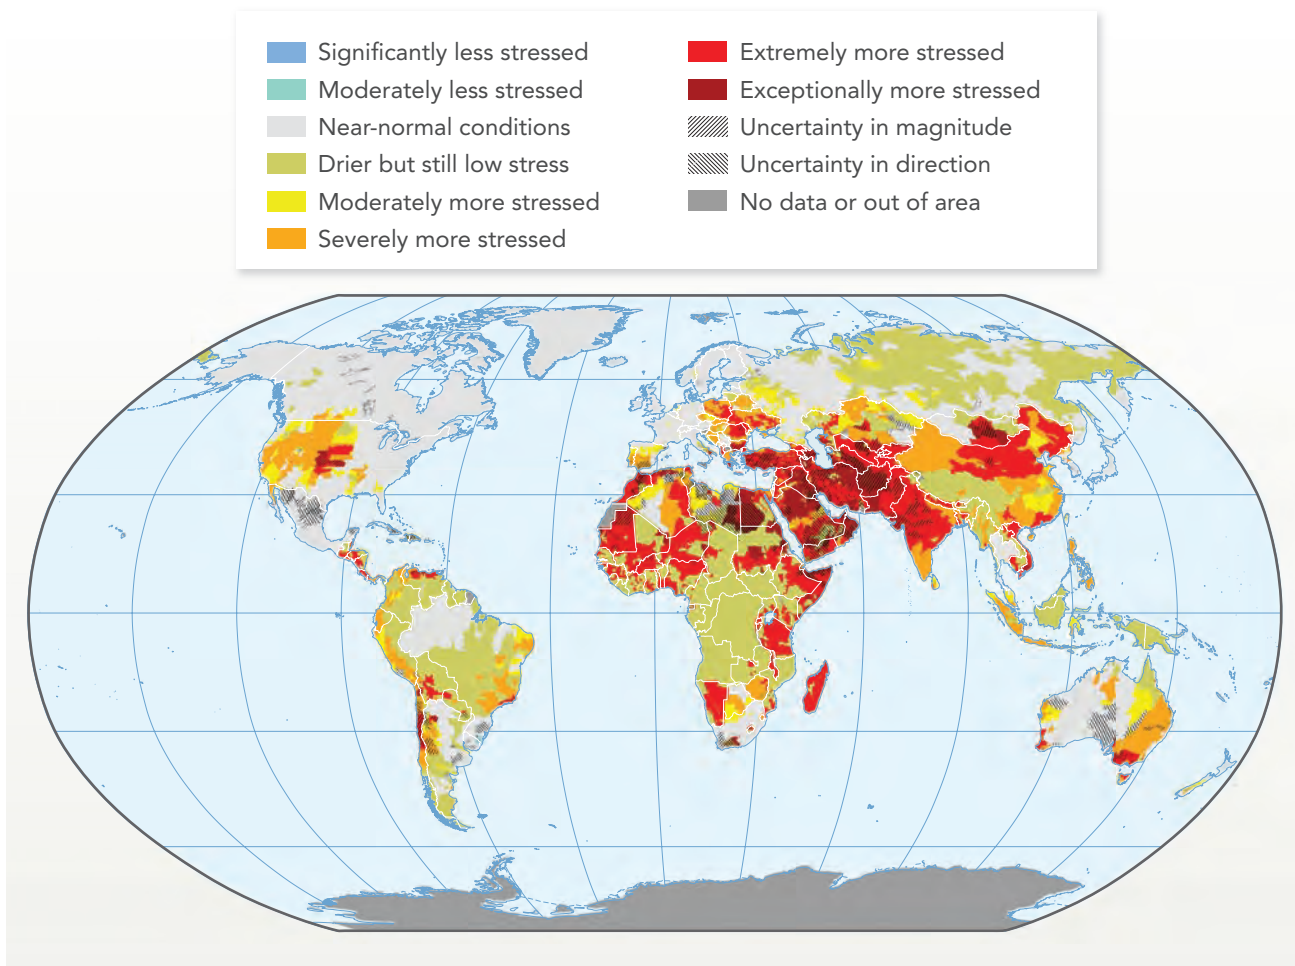 Significantly less stressed
Moderately less stressed
Near-normal conditions
Drier but still low stress
Moderately more stressed
Severely more stressed
Extremely more stressed
Exceptionally more stressed
Uncertainty in magnitude
Uncertainty in direction
No data or out of area